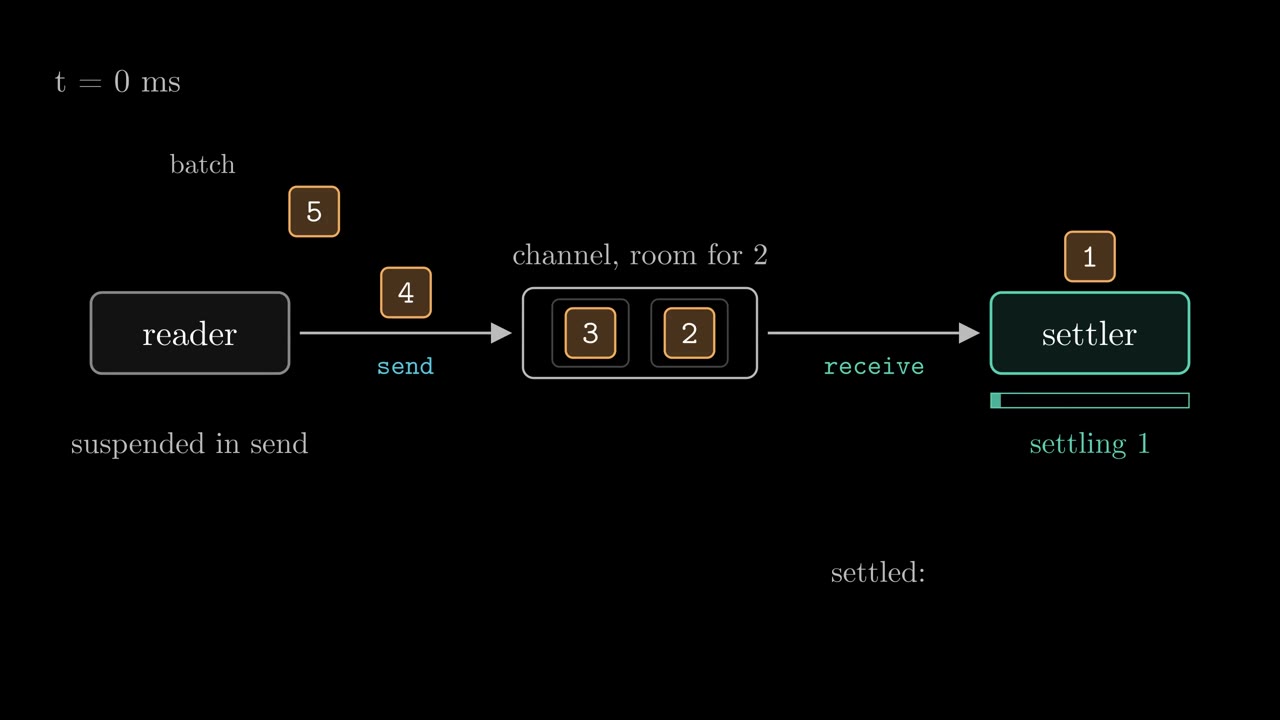 t = 0 ms
batch
5
channel, room for 2
1
4
reader
3
2
settler
send
receive
suspended in send
settling 1
settled: